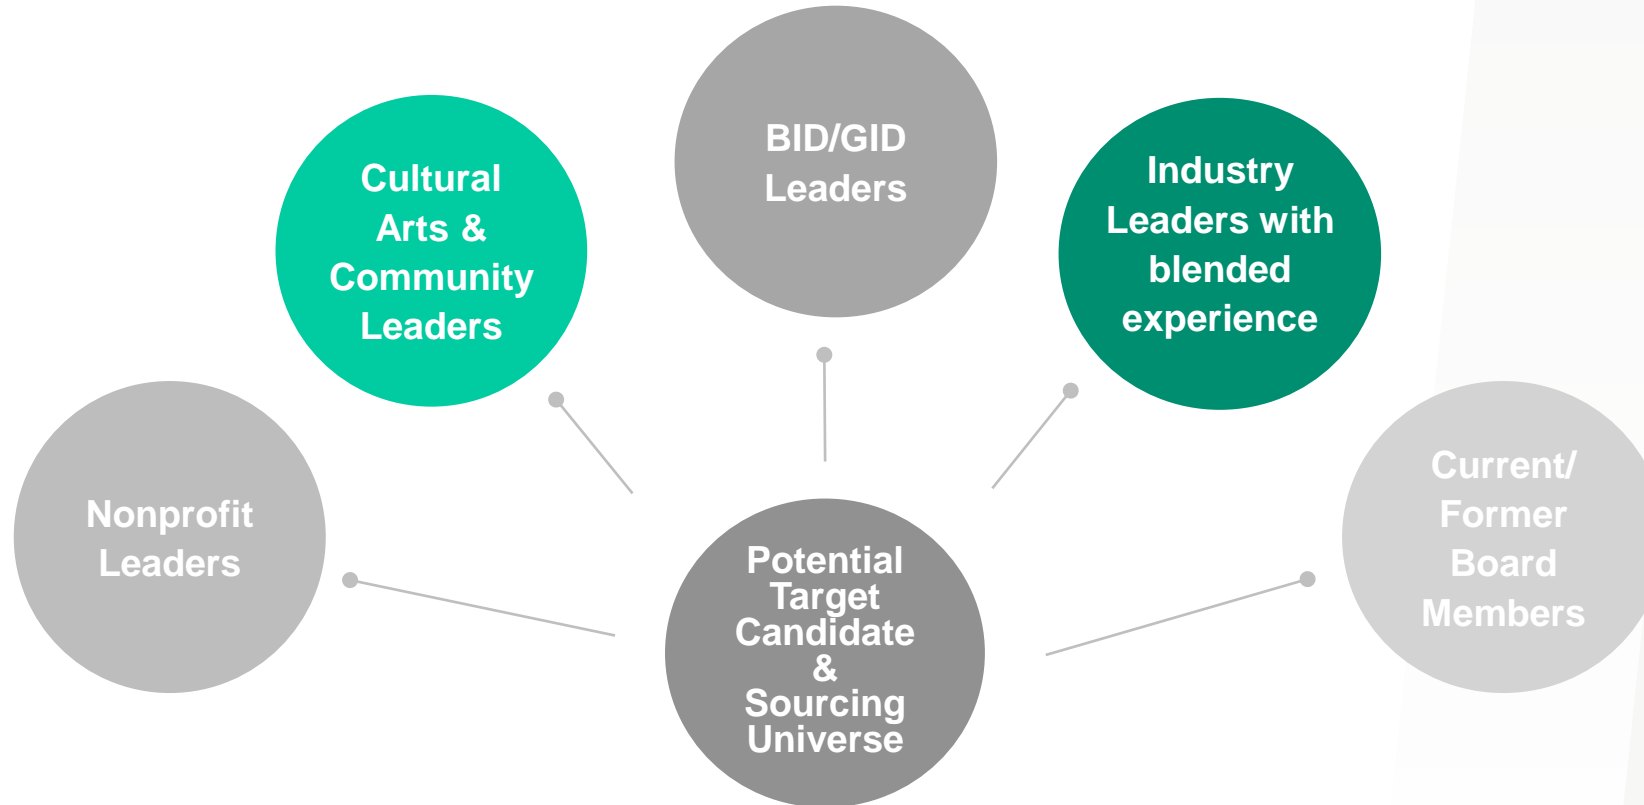 BID/GID
Leaders
Cultural
Arts &
Community
Leaders
Industry
Leaders with
blended
experience
Nonprofit
Leaders
Current/
Former
Board
Members
Potential
Target
Candidate
&
Sourcing
Universe